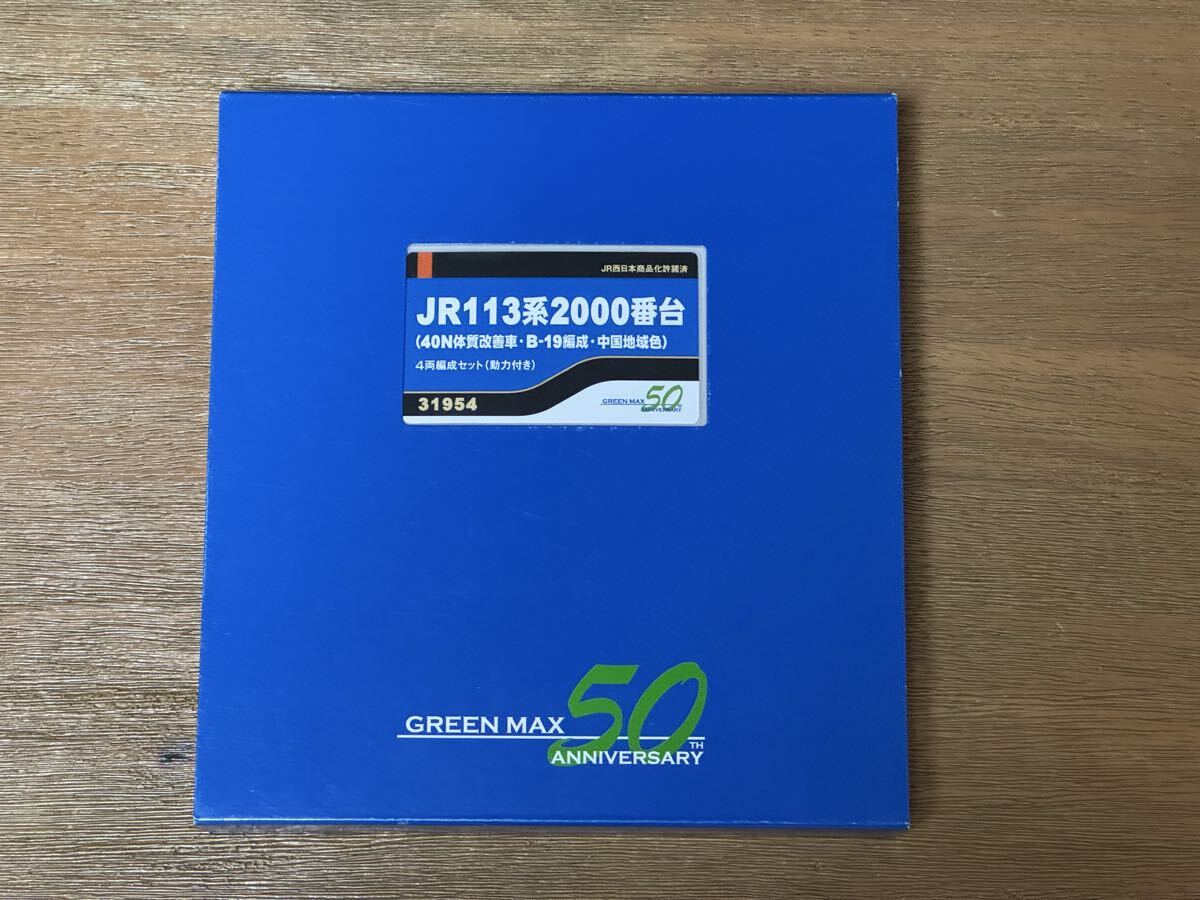 JR西日本商品化許諾済
JR113系2000番台
(40N体質改善車・B-19編成・中国地域色)
4両編成セット(動力付き)
31954
GREEN MAX 50
ANNIVERSARY
GREEN MAX 50TH
ANNIVERSARY